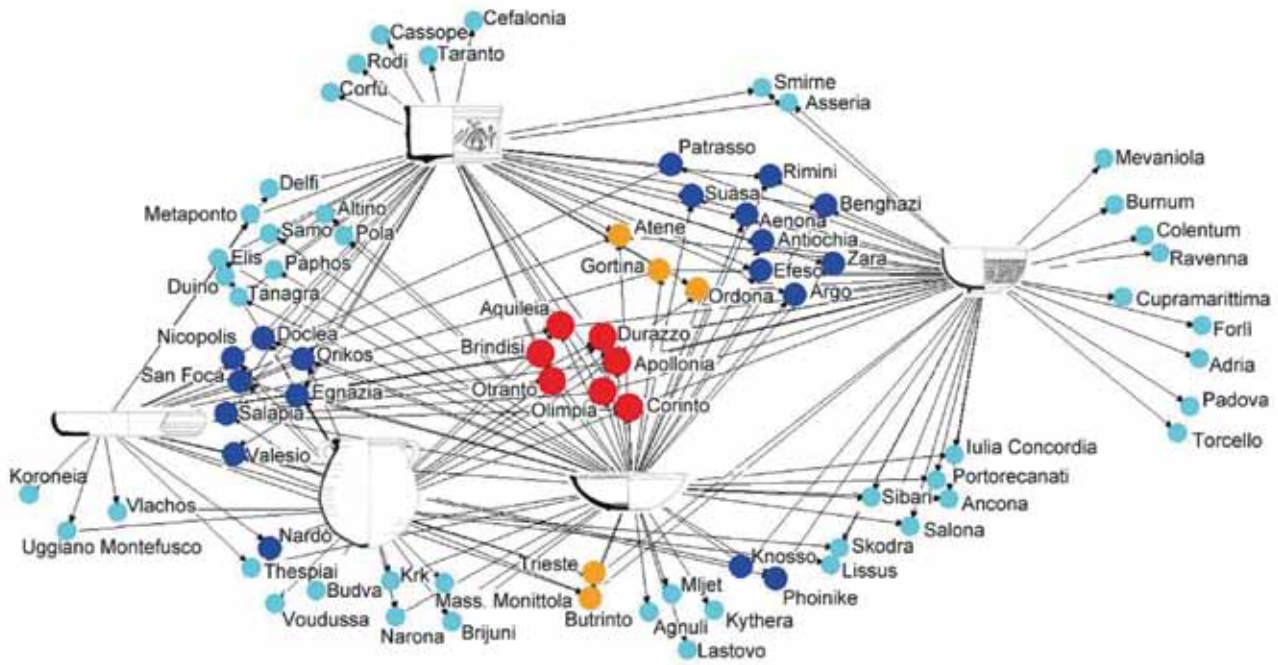 Cefalonia
Cassope
Taranto
Rodi
Corfù
Smirne
Asseria
Patrasso
Rimini
Mevaniola
Delfi
Suasa
Benghazi
Burnum
Metaponto
Altino
Aenona
Samo
Pola
Atene
Antiochia
Colentum
Ravenna
Elis
Paphos
Gortina
Efeso
Zara
Duino
Tanagra
Ordona
Argo
Cupramarittima
Aquileia
Durazzo
Forlì
Nicopolis
Doclea
Orikos
Brindisi
Apollonia
Adria
San Foca
Egnazia
Otranto
Olimpia
Corinto
Padova
Salapia
Torcello
Valesio
Iulia Concordia
Koroneia
Portorecanati
Vlachos
Sibari
Ancona
Uggiano Montefusco
Nardò
Salona
Skodra
Thespiai
Krk
Trieste
Knosso
Lissus
Budva
Mass. Monittola
Mljet
Phoinike
Voudussa
Butrinto
Kythera
Narona
Brijuni
Agnuli
Lastovo